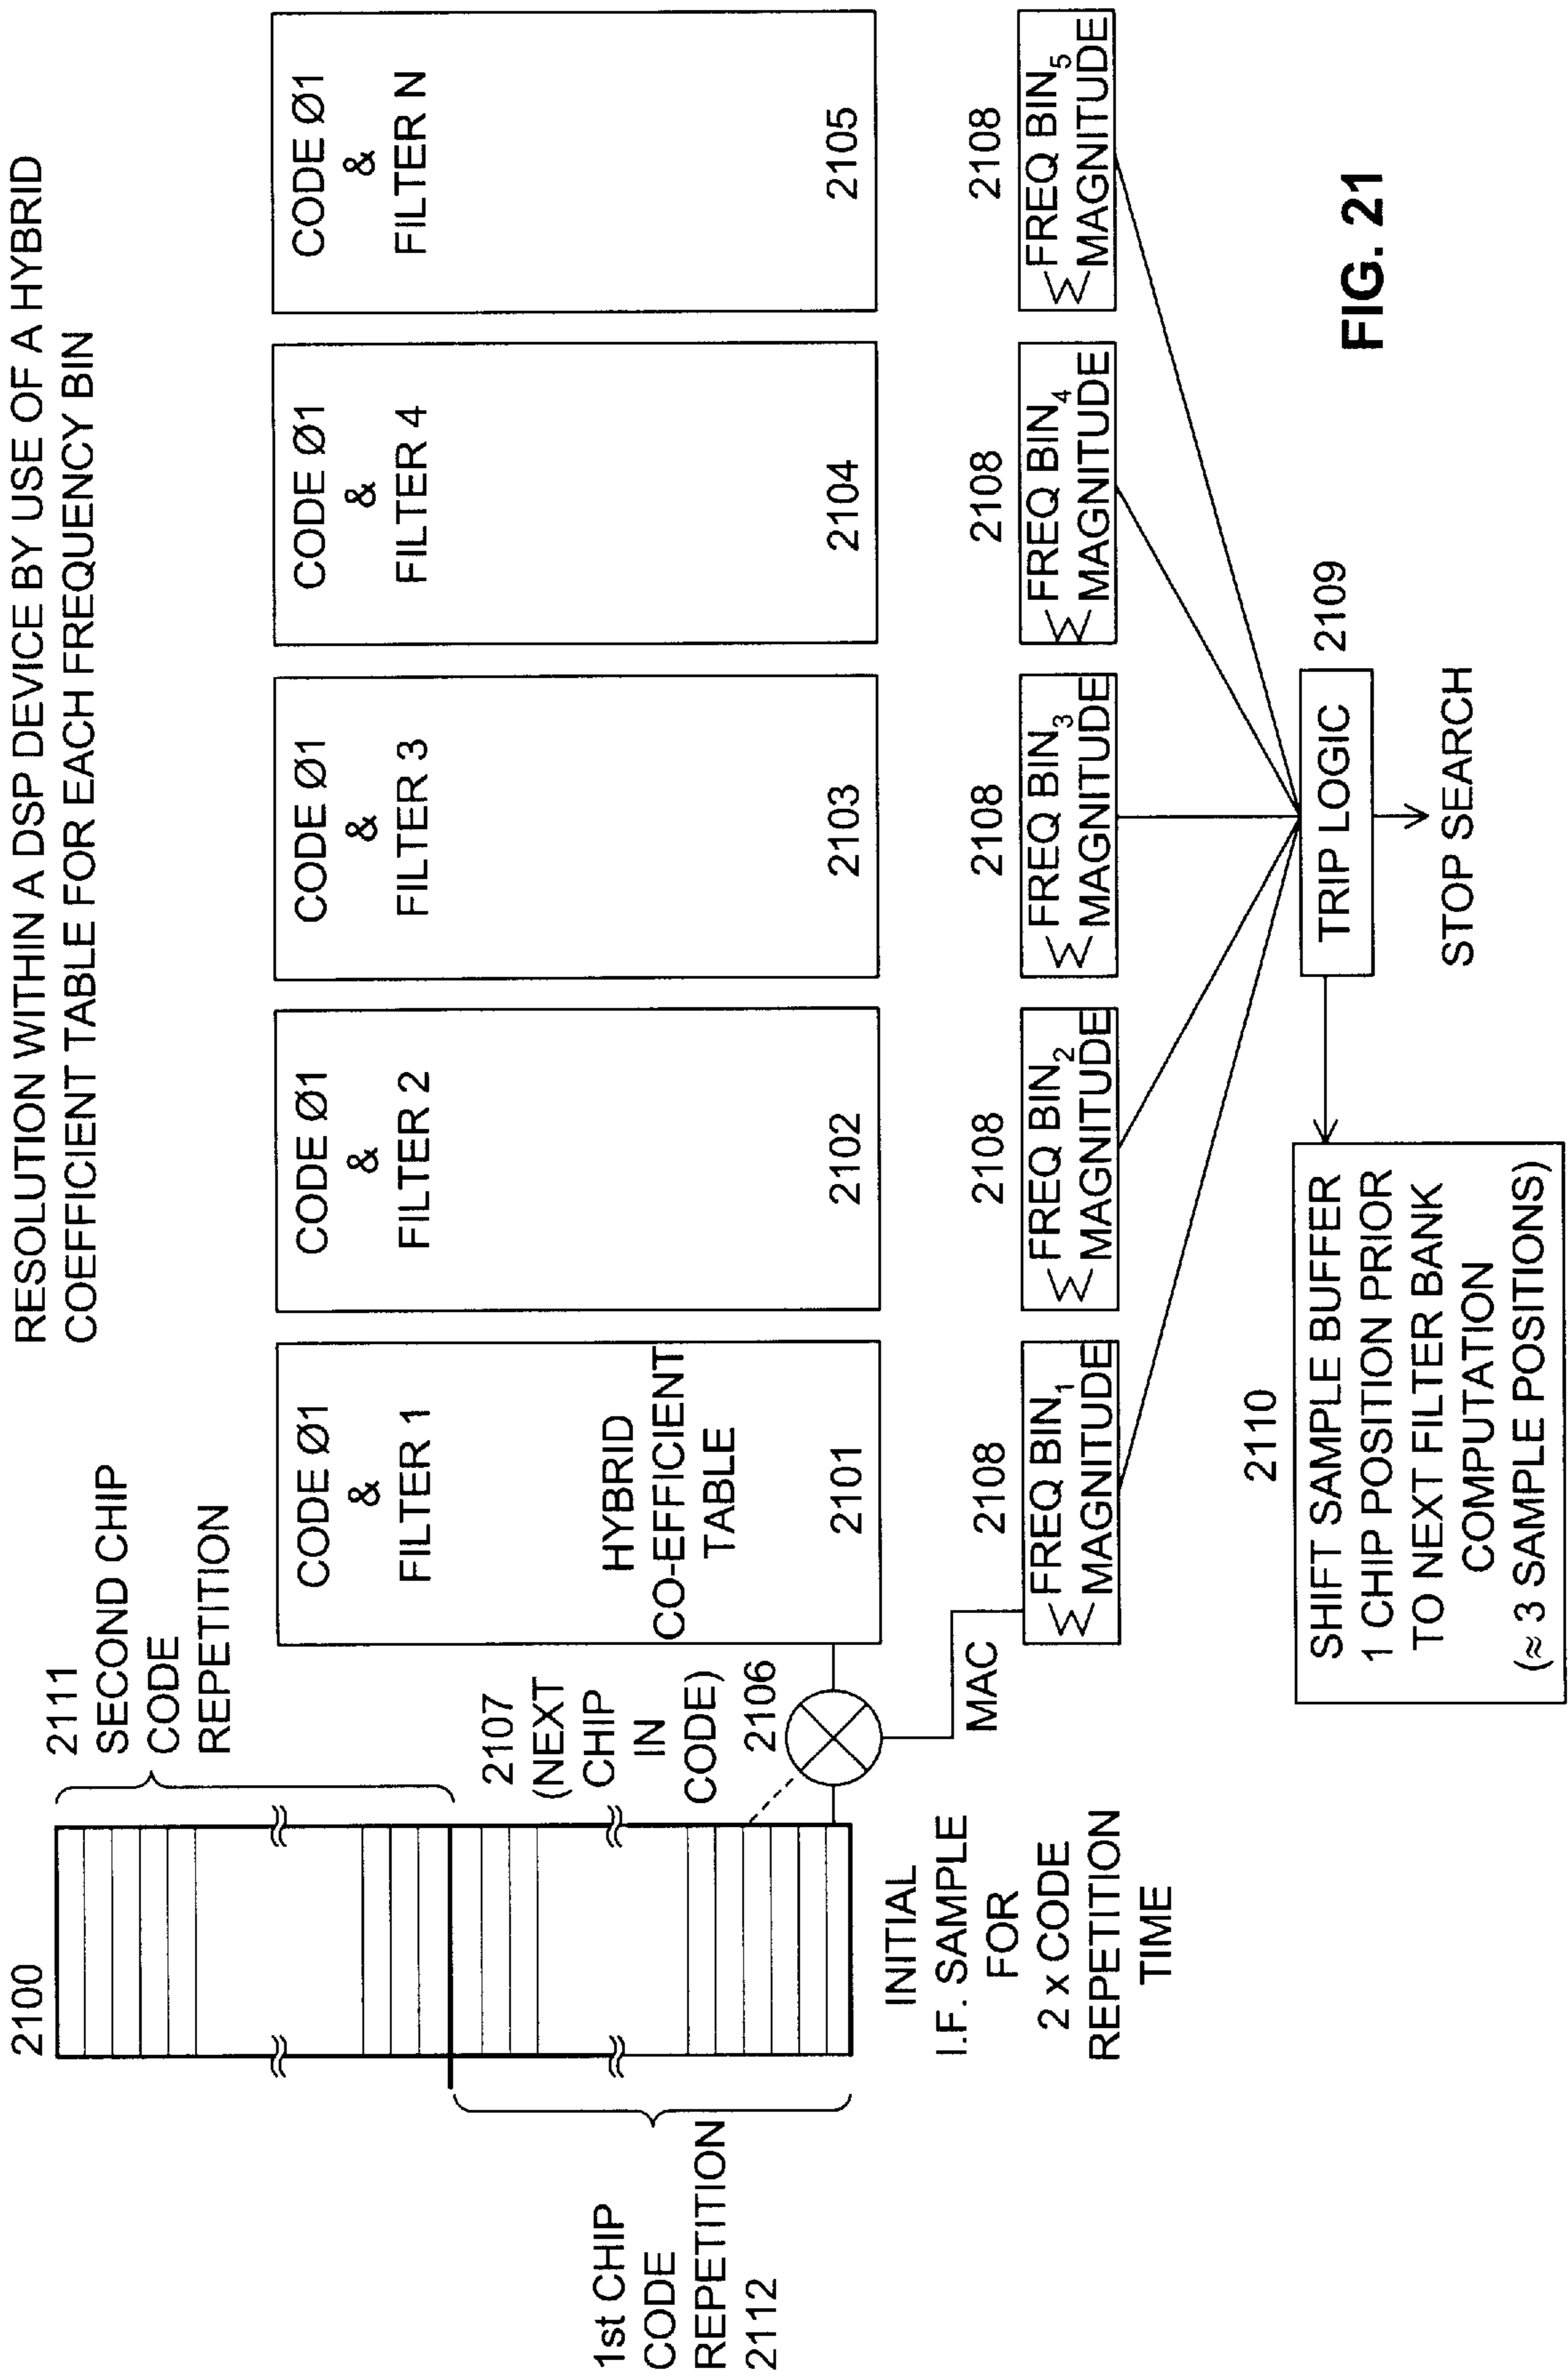 RESOLUTION WITHIN A DSP DEVICE BY USE OF A HYBRID
COEFFICIENT TABLE FOR EACH FREQUENCY BIN
2100
2111
SECOND CHIP
CODE
REPETITION
1st CHIP
CODE
REPETITION
2112
2107
(NEXT
CHIP
IN
CODE)
2106
INITIAL
I.F. SAMPLE
FOR
2 x CODE
REPETITION
TIME
MAC
CODE Ø1
&
FILTER 1
HYBRID
CO-EFFICIENT
TABLE
2101
CODE Ø1
&
FILTER 2
2102
CODE Ø1
&
FILTER 3
2103
CODE Ø1
&
FILTER 4
2104
CODE Ø1
&
FILTER N
2105
2108
∑ FREQ BIN1
MAGNITUDE
2108
∑ FREQ BIN2
MAGNITUDE
2108
∑ FREQ BIN3
MAGNITUDE
2108
∑ FREQ BIN4
MAGNITUDE
2108
∑ FREQ BIN5
MAGNITUDE
2110
SHIFT SAMPLE BUFFER
1 CHIP POSITION PRIOR
TO NEXT FILTER BANK
COMPUTATION
(≈ 3 SAMPLE POSITIONS)
TRIP LOGIC
2109
STOP SEARCH
FIG. 21